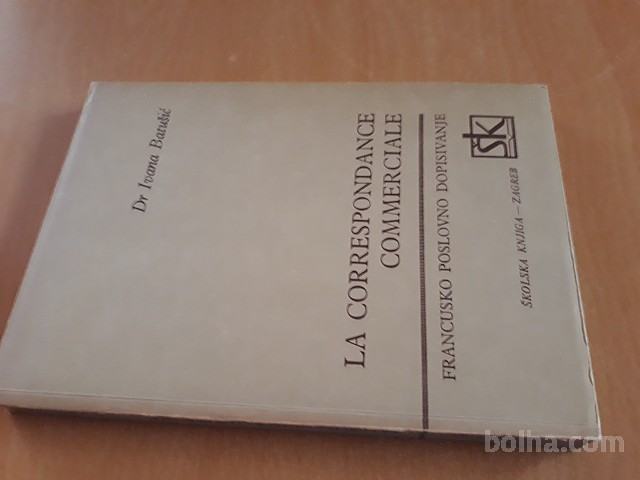 Dr Ivana Batušić
LA CORRESPONDANCE
COMMERCIALE
FRANCUSKO POSLOVNO DOPISIVANJE
ŠK
ŠKOLSKA KNJIGA — ZAGREB
bolha.com